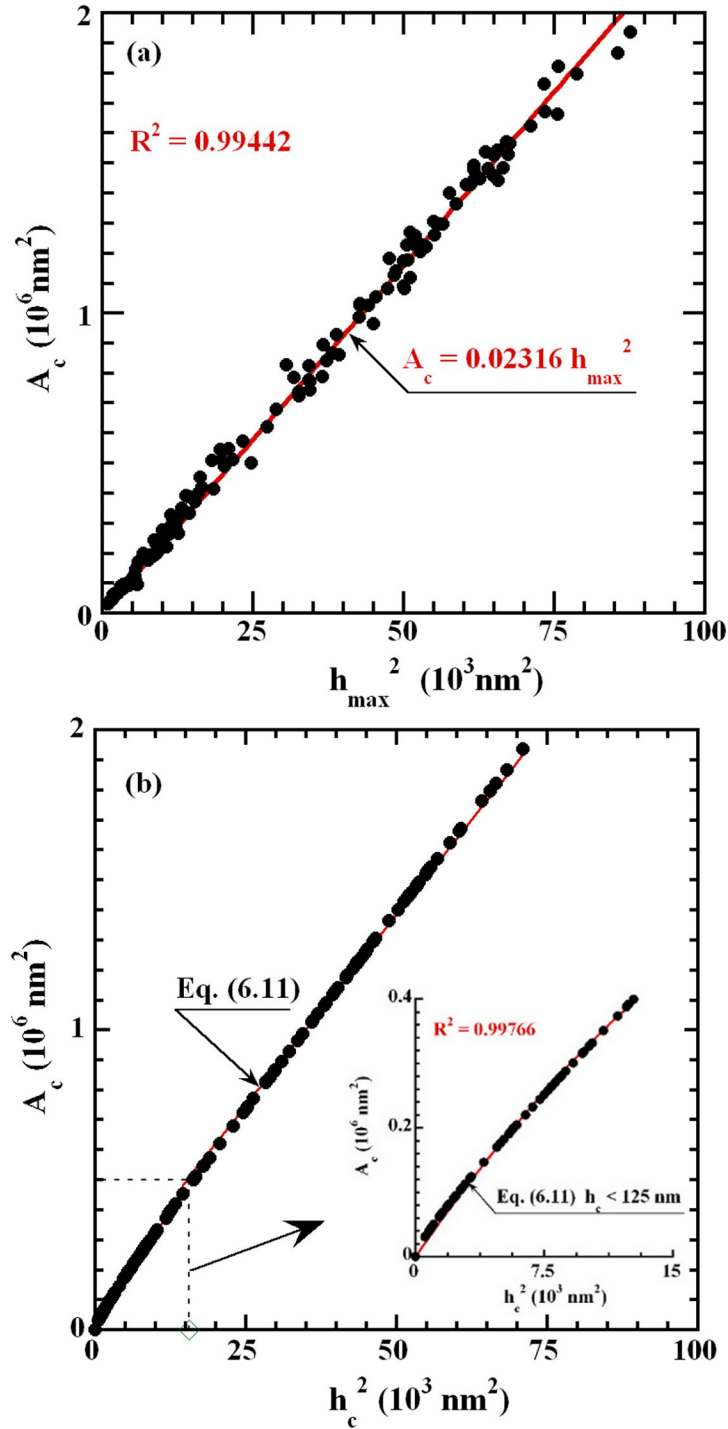 2
(a)
R² = 0.99442
1
A_c (10⁶nm²)
A_c = 0.02316 h_max²
0
0 25 50 75 100
h_max² (10³nm²)
2
(b)
Eq. (6.11)
1
A_c (10⁶ nm²)
0.4
R² = 0.99766
0.2
A_c (10⁶ nm²)
Eq. (6.11) h_c < 125 nm
0
0 7.5 15
h_c² (10³ nm²)
0
0 25 50 75 100
h_c² (10³ nm²)